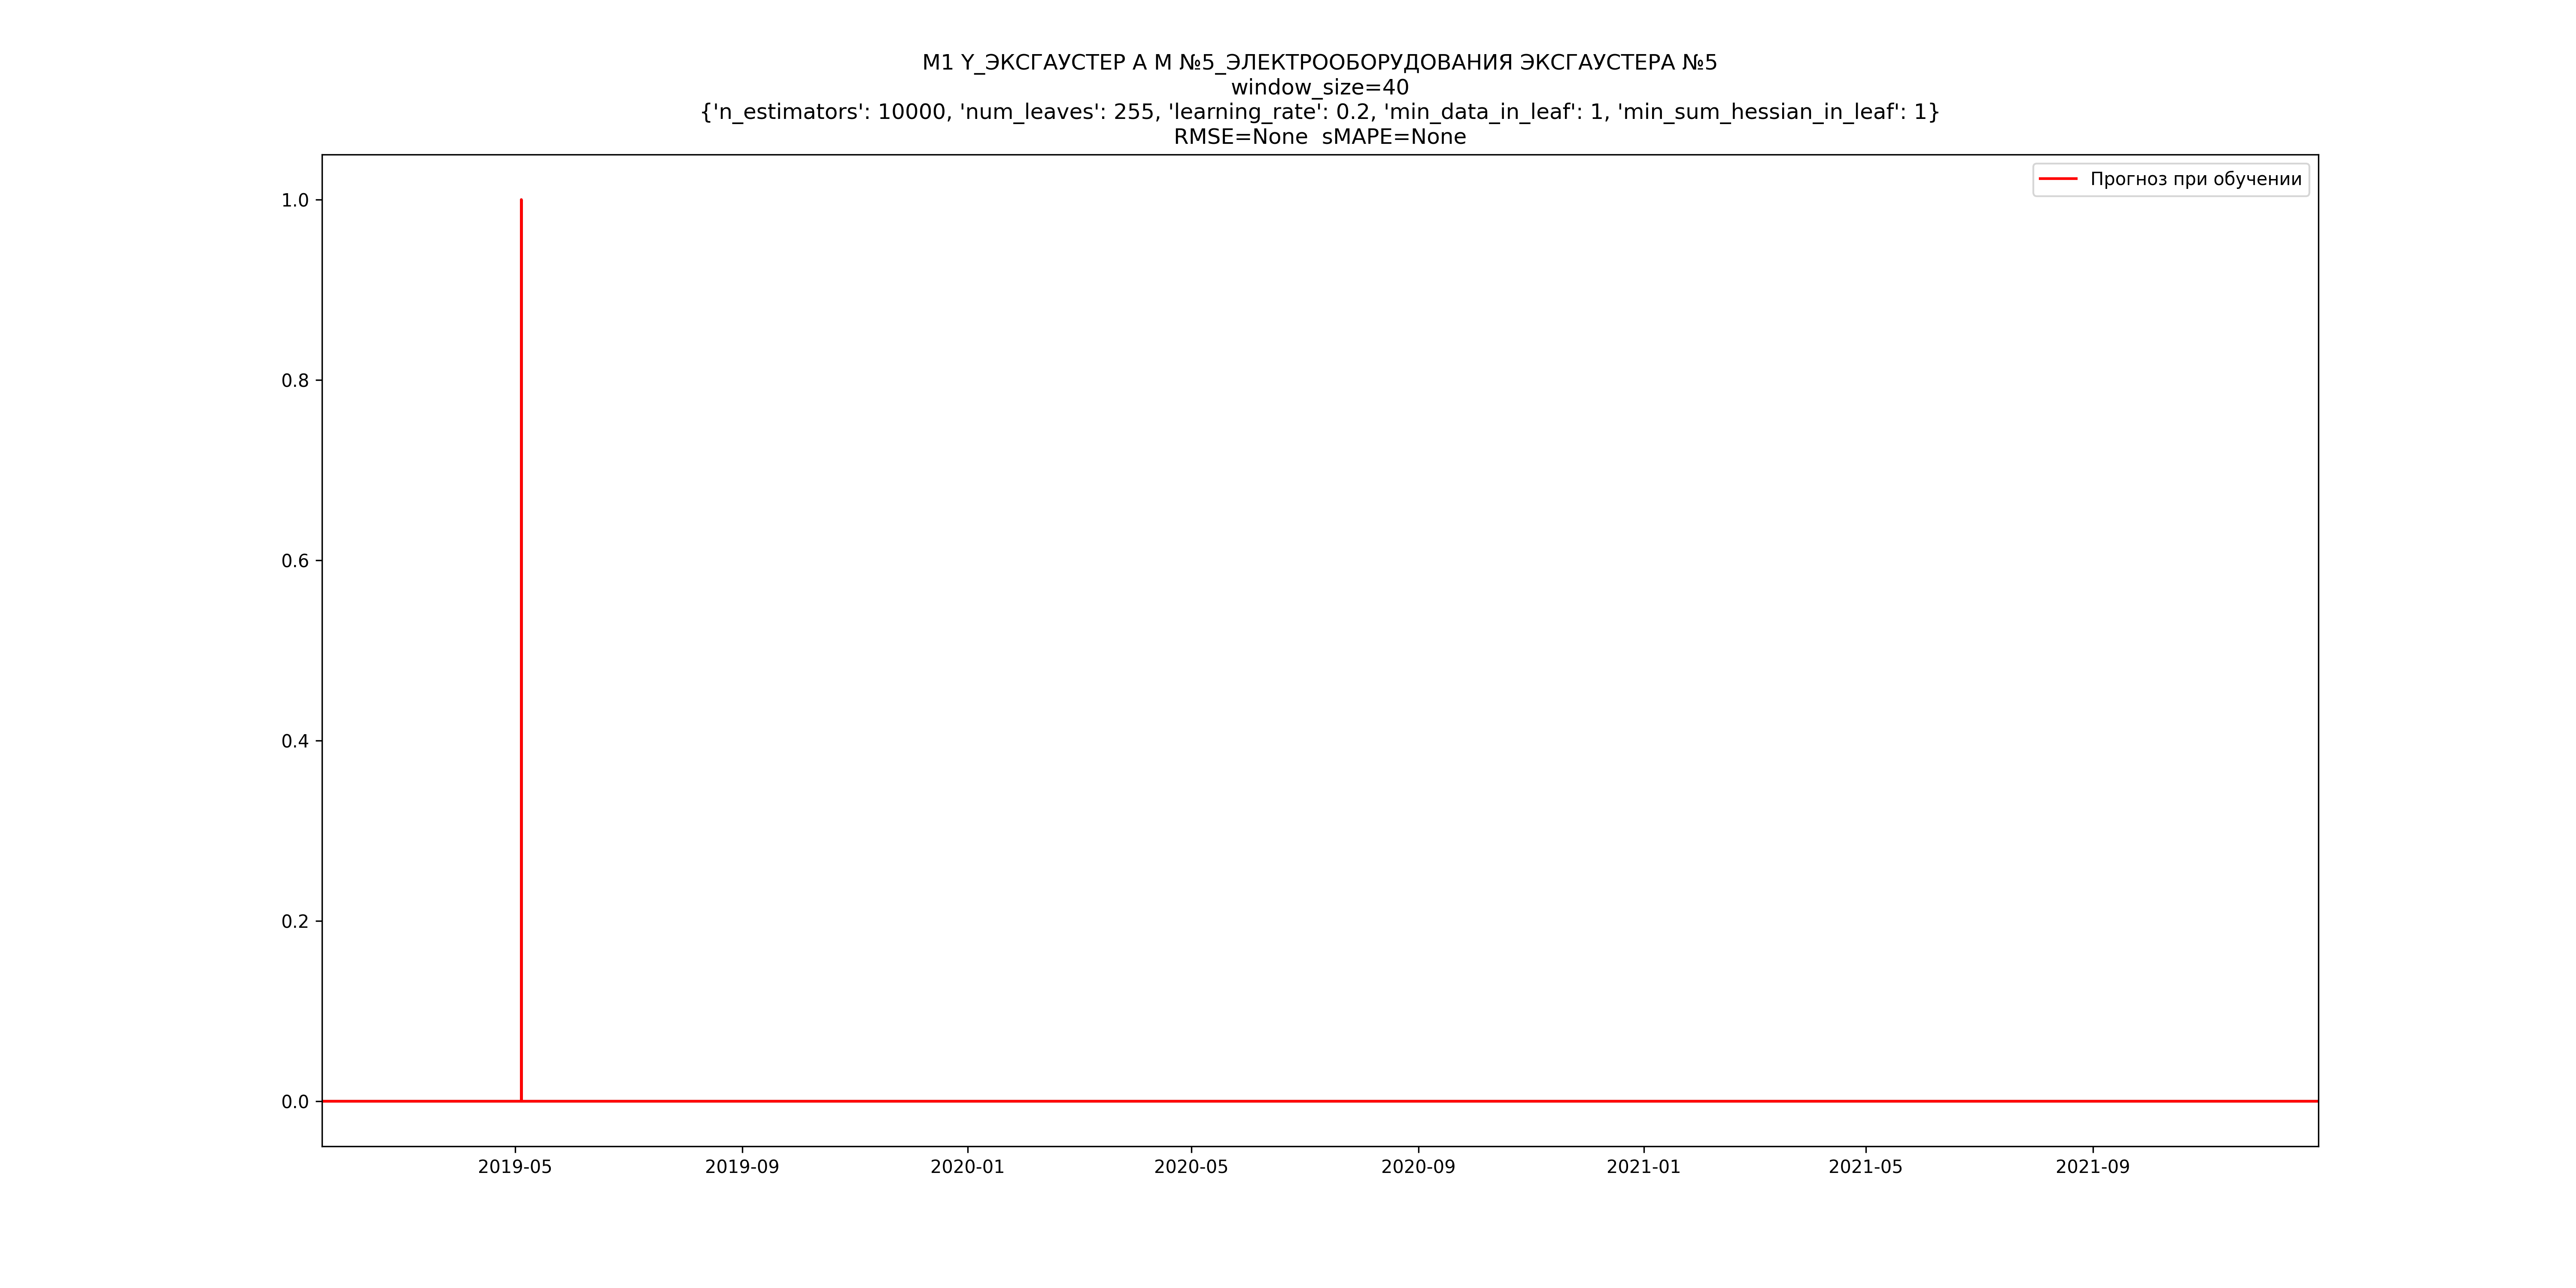 M1 Y_ЭКСГАУСТЕР А М №5_ЭЛЕКТРООБОРУДОВАНИЯ ЭКСГАУСТЕРА №5
window_size=40
{'n_estimators': 10000, 'num_leaves': 255, 'learning_rate': 0.2, 'min_data_in_leaf': 1, 'min_sum_hessian_in_leaf': 1}
RMSE=None  sMAPE=None
Прогноз при обучении
1.0
0.8
0.6
0.4
0.2
0.0
2019-05 2019-09 2020-01 2020-05 2020-09 2021-01 2021-05 2021-09